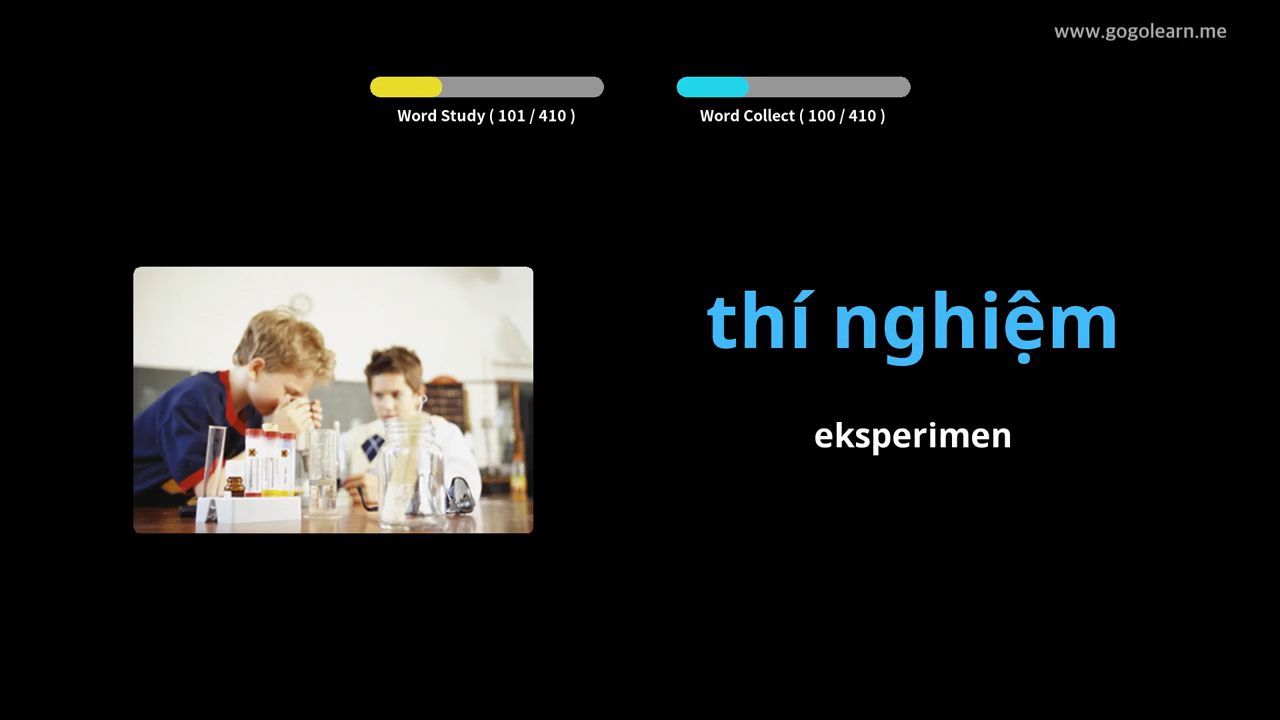 www.gogolearn.me
Word Study ( 101 / 410 )
Word Collect ( 100 / 410 )
thí nghiệm
eksperimen